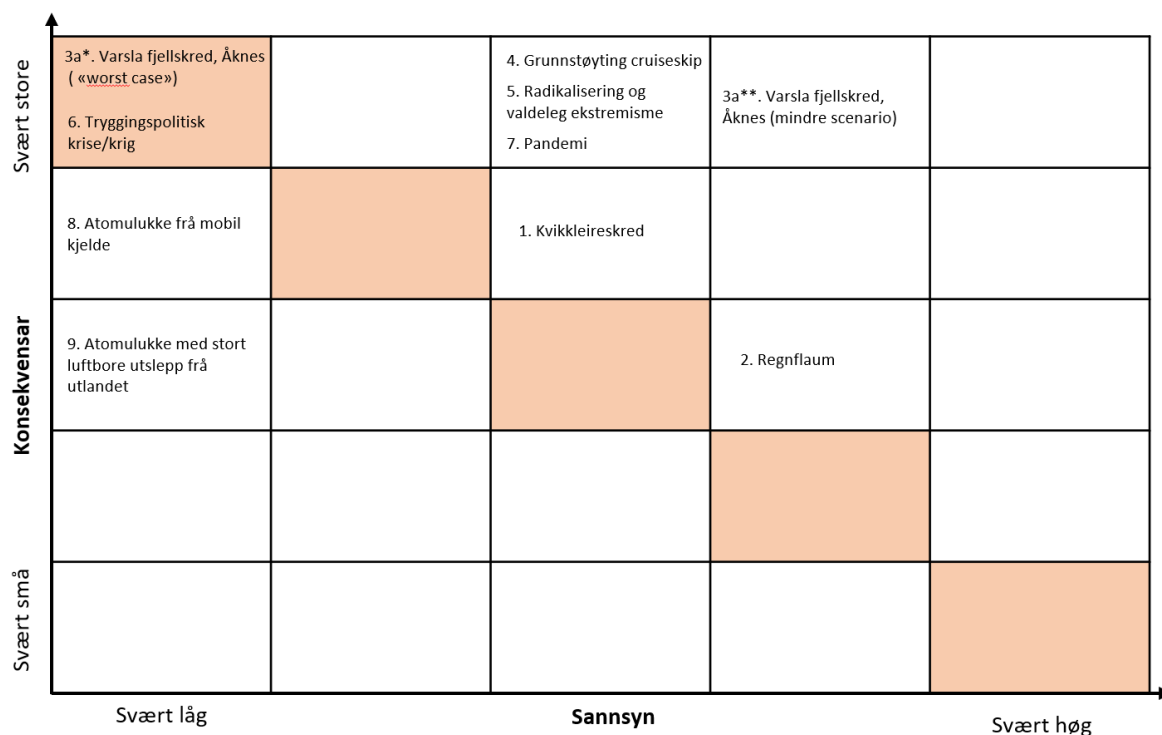 Svært store
3a*. Varsla fjellskred, Åknes
( «worst case»)
6. Tryggingspolitisk
krise/krig
4. Grunnstøyting cruiseskip
5. Radikalisering og
valdeleg ekstremisme
7. Pandemi
3a**. Varsla fjellskred,
Åknes (mindre scenario)
8. Atomulukke frå mobil
kjelde
1. Kvikkleireskred
Konsekvensar
9. Atomulukke med stort
luftbore utslepp frå
utlandet
2. Regnflaum
Svært små
Svært låg
Sannsyn
Svært høg